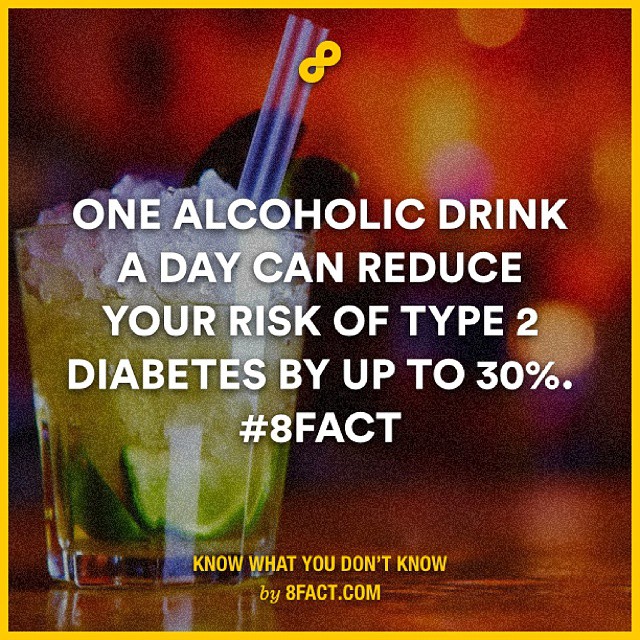 ONE ALCOHOLIC DRINK
A DAY CAN REDUCE
YOUR RISK OF TYPE 2
DIABETES BY UP TO 30%.
#8FACT
KNOW WHAT YOU DON'T KNOW
by 8FACT.COM